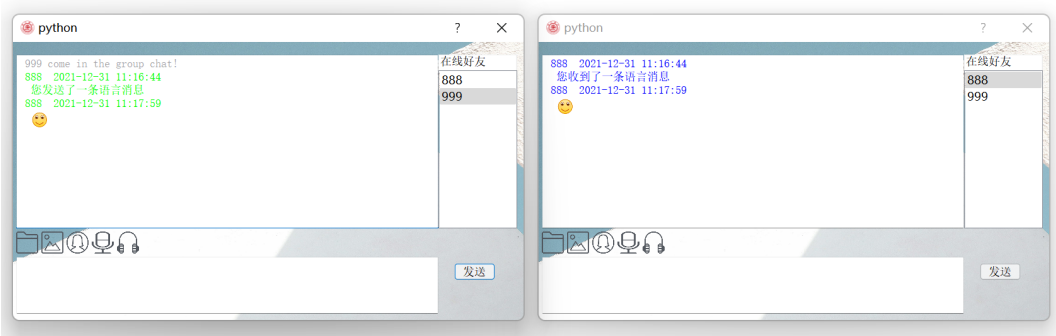 python
?
999 come in the group chat!
888 2021-12-31 11:16:44
您发送了一条语言消息
888 2021-12-31 11:17:59
在线好友
888
999
发送
python
?
888 2021-12-31 11:16:44
您收到了一条语言消息
888 2021-12-31 11:17:59
在线好友
888
999
发送